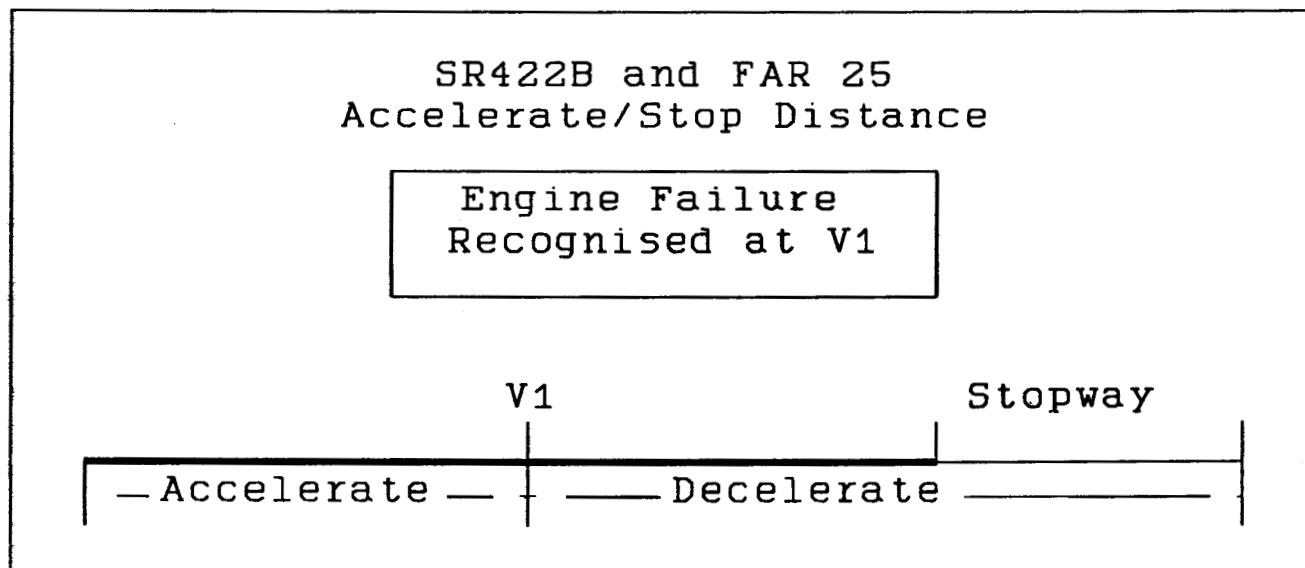 SR422B and FAR 25
Accelerate/Stop Distance
Engine Failure
Recognised at V1
V1 Stopway
Accelerate Decelerate